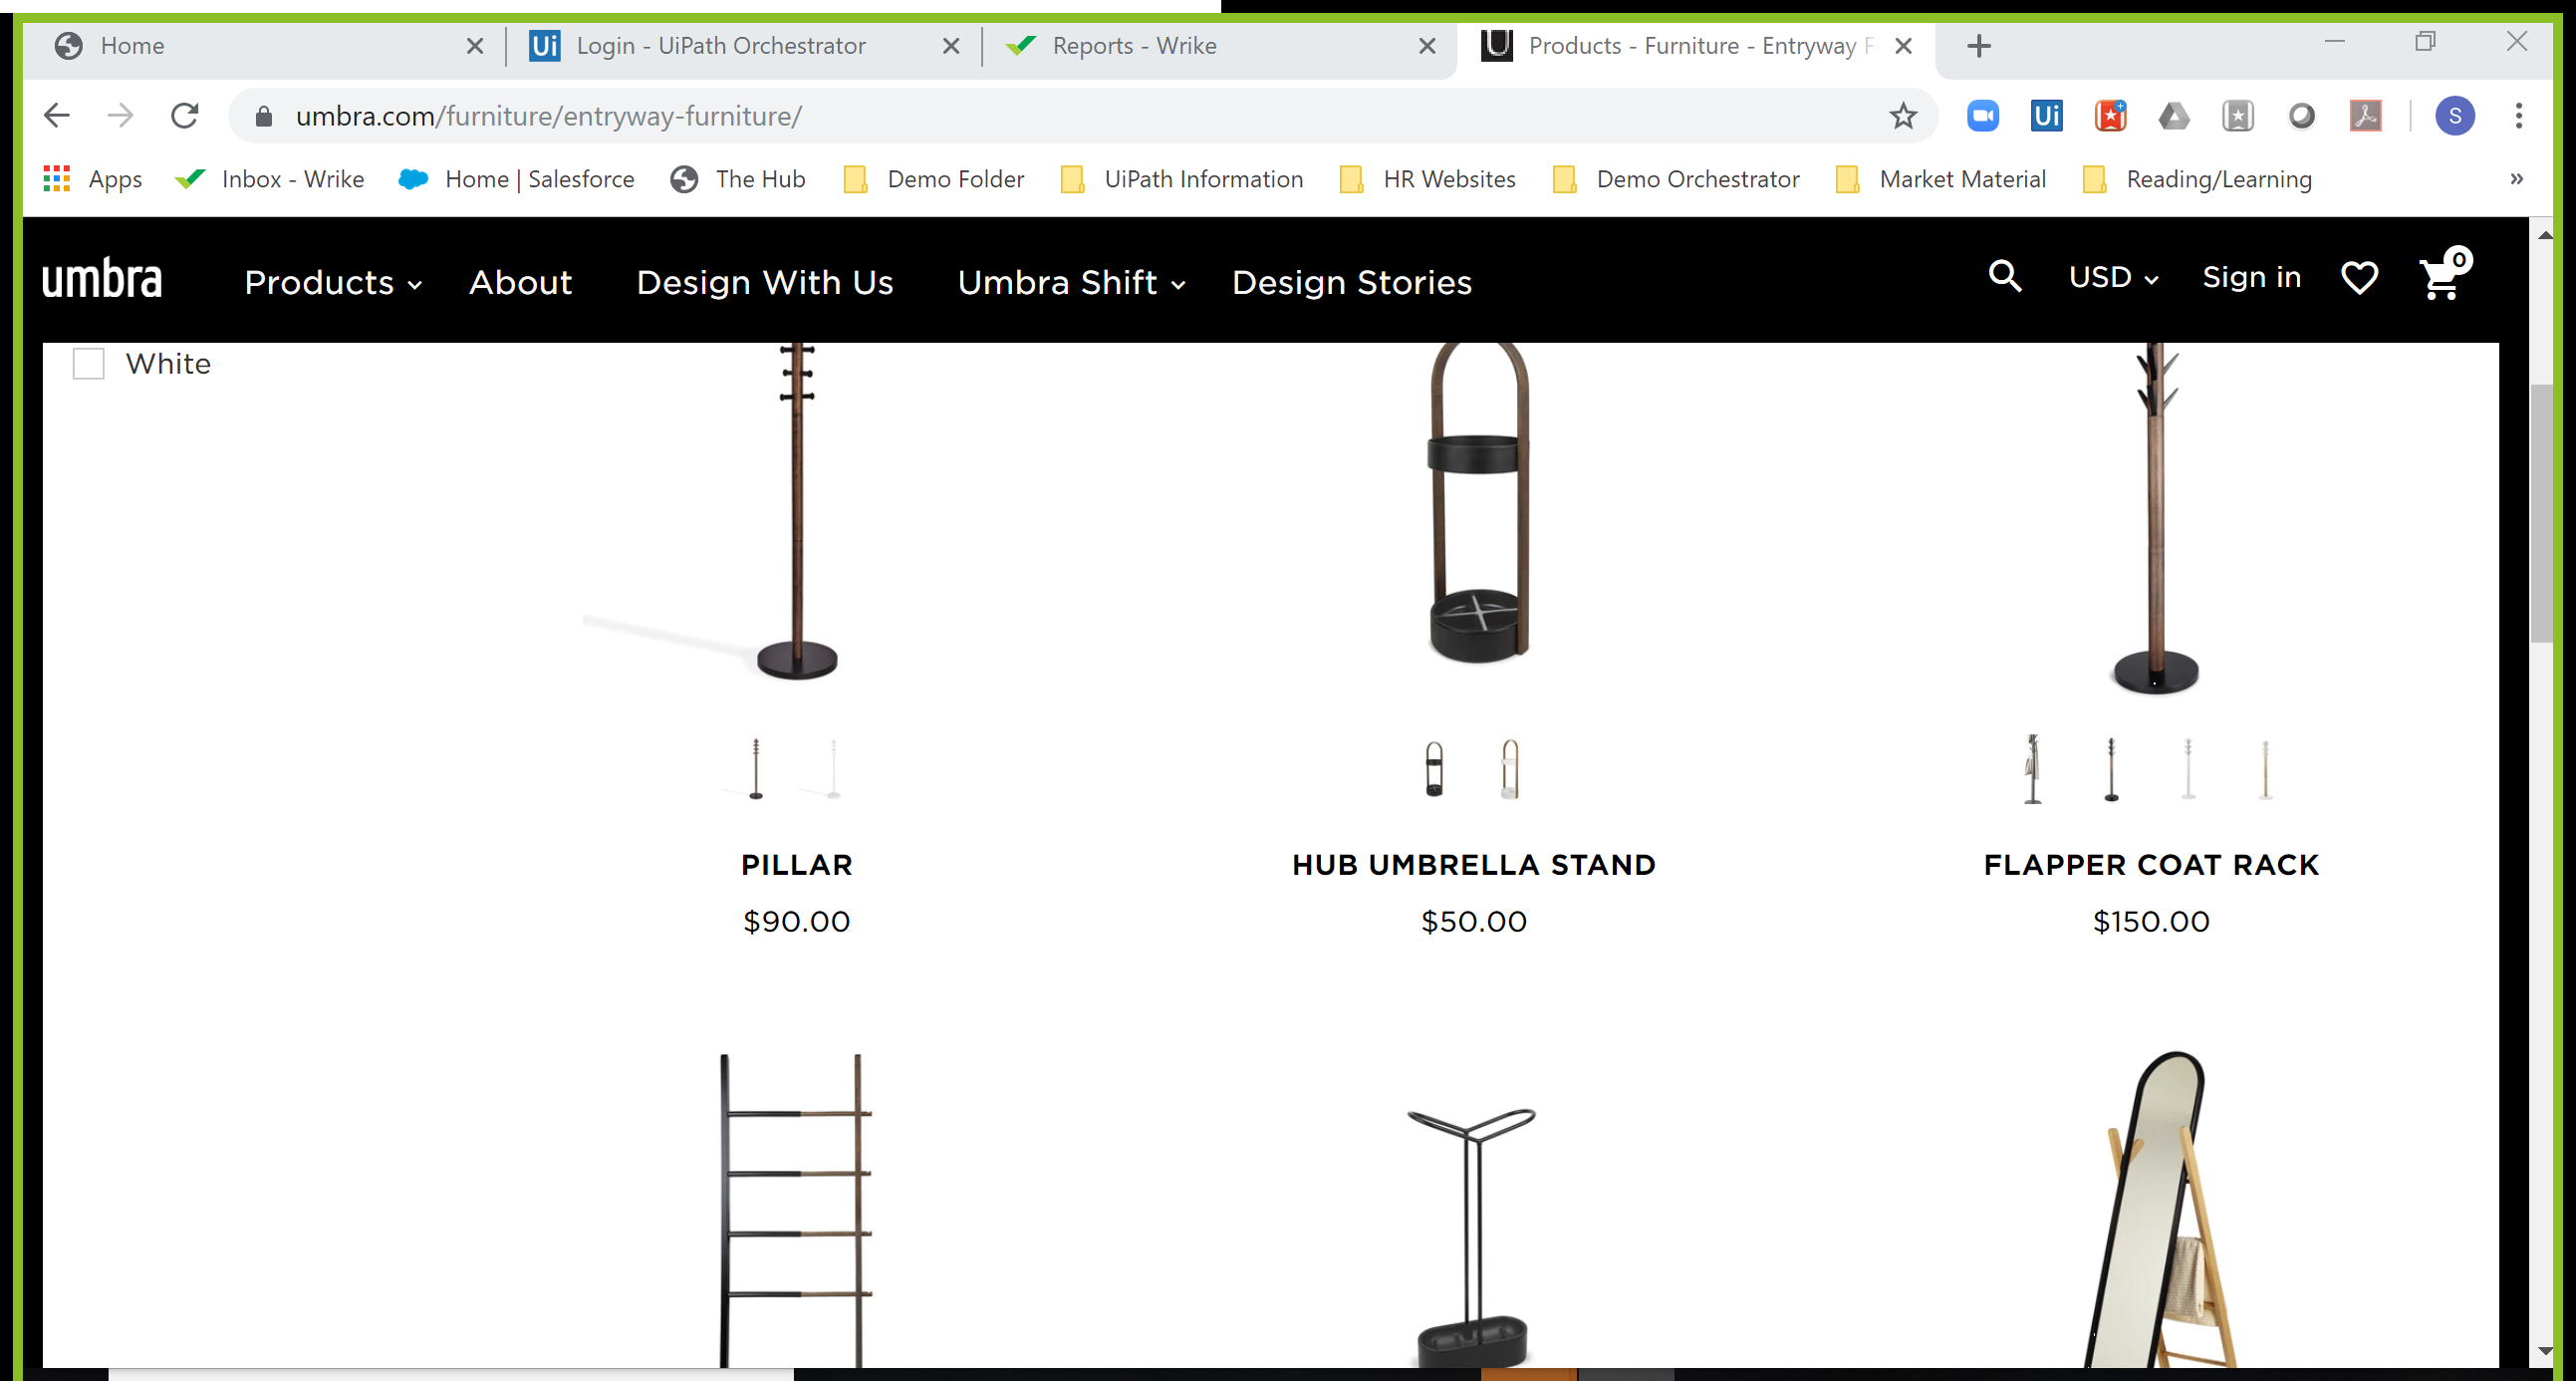 Home
Ui Login - UiPath Orchestrator
Reports - Wrike
Products - Furniture - Entryway F
umbra.com/furniture/entryway-furniture/
Ui
S
Apps
Inbox - Wrike
Home | Salesforce
The Hub
Demo Folder
UiPath Information
HR Websites
Demo Orchestrator
Market Material
Reading/Learning
»
umbra
Products
About
Design With Us
Umbra Shift
Design Stories
USD
Sign in
0
White
PILLAR
$90.00
HUB UMBRELLA STAND
$50.00
FLAPPER COAT RACK
$150.00